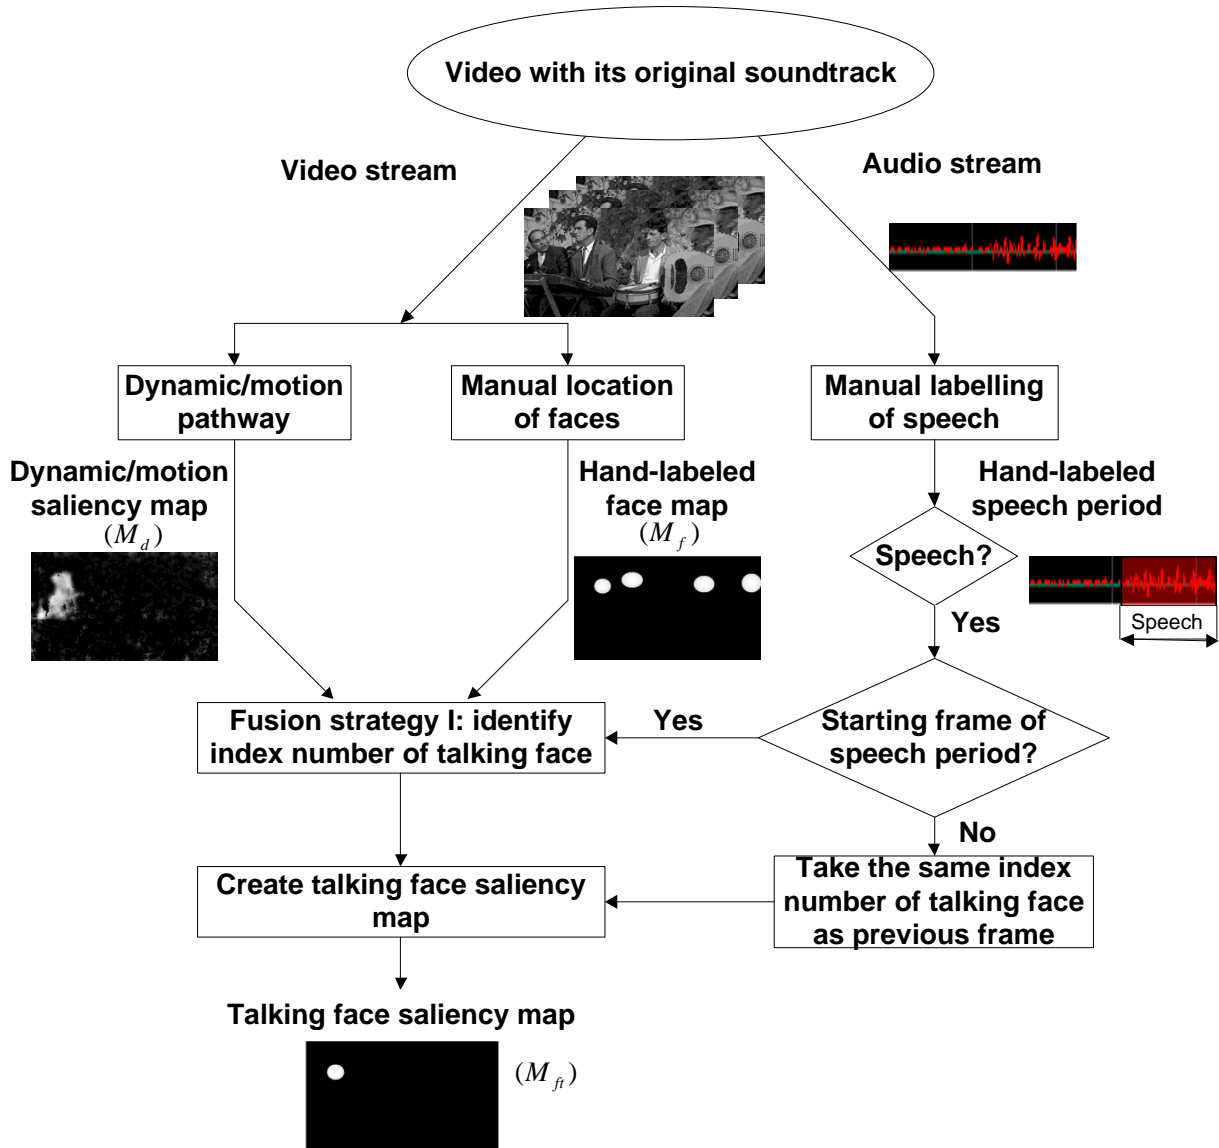 Video with its original soundtrack
Video stream
Audio stream
Dynamic/motion
pathway
Manual location
of faces
Manual labelling
of speech
Dynamic/motion
saliency map
(M_d)
Hand-labeled
face map
(M_f)
Hand-labeled
speech period
Speech?
Speech
Yes
Fusion strategy I: identify
index number of talking face
Yes
Starting frame of
speech period?
No
Create talking face saliency
map
Take the same index
number of talking face
as previous frame
Talking face saliency map
(M_ft)